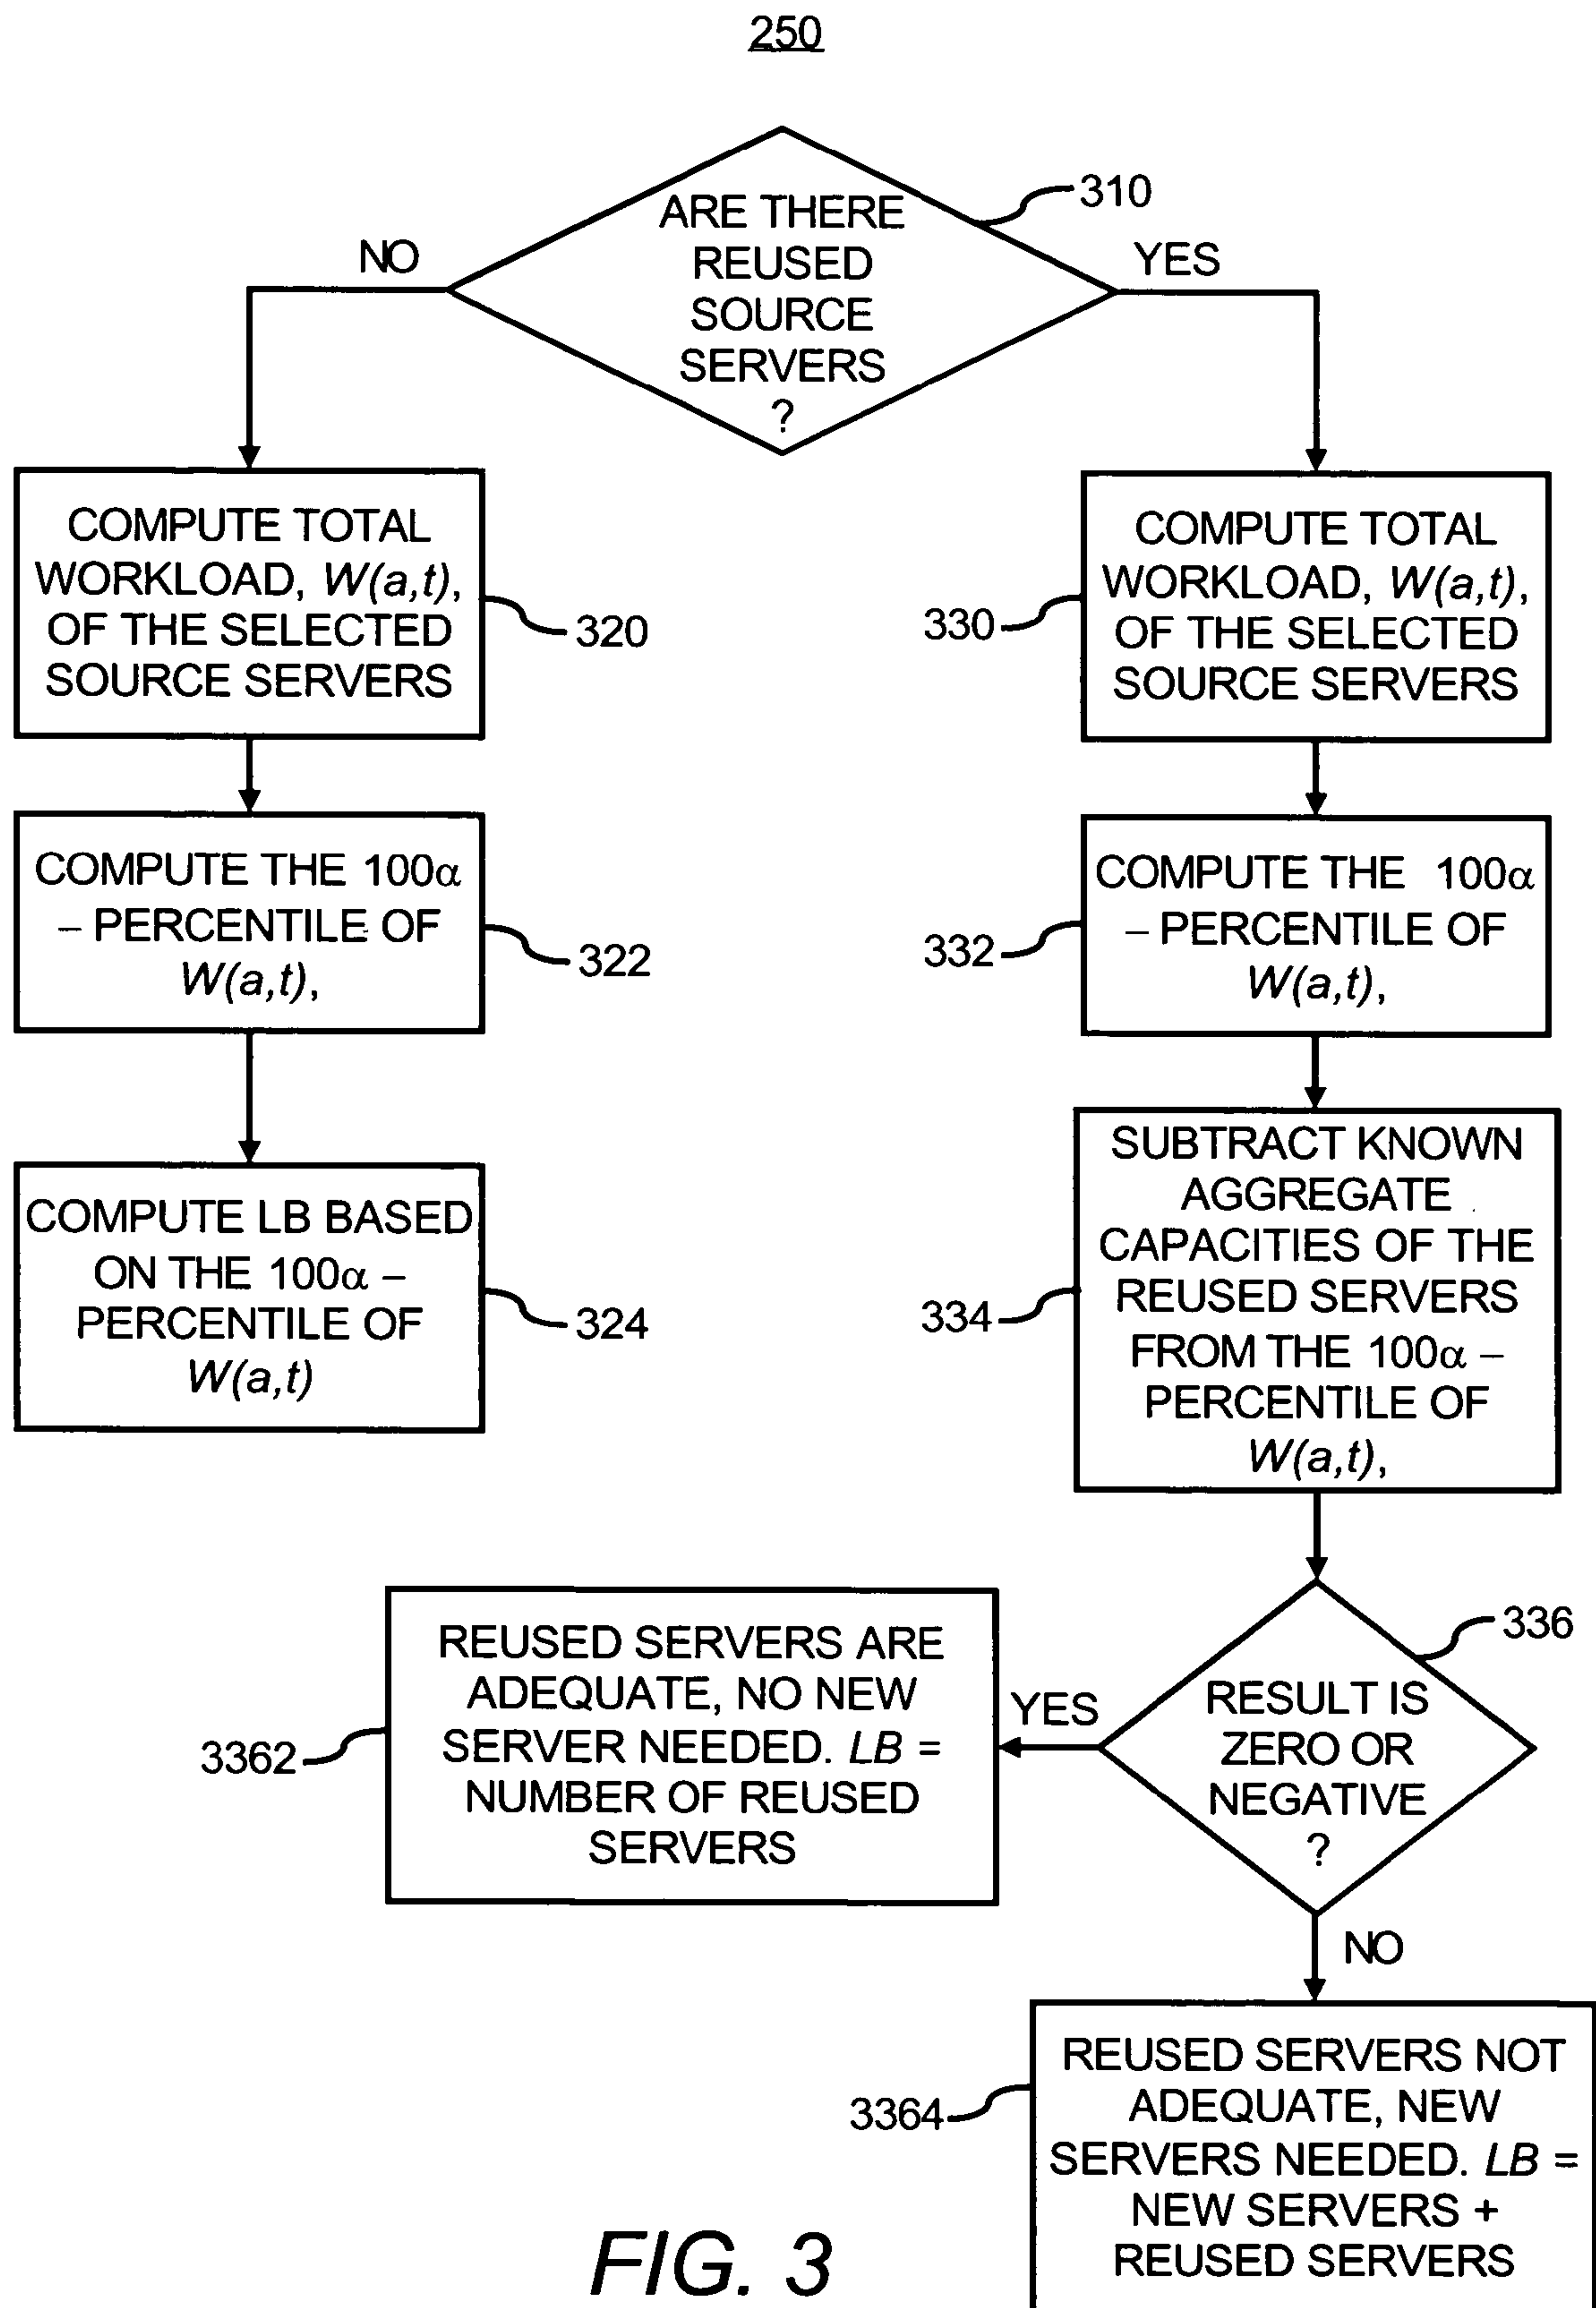 250
ARE THERE
REUSED
SOURCE
SERVERS
?
310
NO
YES
COMPUTE TOTAL
WORKLOAD, W(a,t),
OF THE SELECTED
SOURCE SERVERS
320
COMPUTE THE 100α
– PERCENTILE OF
W(a,t),
322
COMPUTE LB BASED
ON THE 100α –
PERCENTILE OF
W(a,t)
324
COMPUTE TOTAL
WORKLOAD, W(a,t),
OF THE SELECTED
SOURCE SERVERS
330
COMPUTE THE 100α
– PERCENTILE OF
W(a,t),
332
SUBTRACT KNOWN
AGGREGATE
CAPACITIES OF THE
REUSED SERVERS
FROM THE 100α –
PERCENTILE OF
W(a,t),
334
RESULT IS
ZERO OR
NEGATIVE
?
336
YES
REUSED SERVERS ARE
ADEQUATE, NO NEW
SERVER NEEDED. LB =
NUMBER OF REUSED
SERVERS
3362
NO
REUSED SERVERS NOT
ADEQUATE, NEW
SERVERS NEEDED. LB =
NEW SERVERS +
REUSED SERVERS
3364
FIG. 3